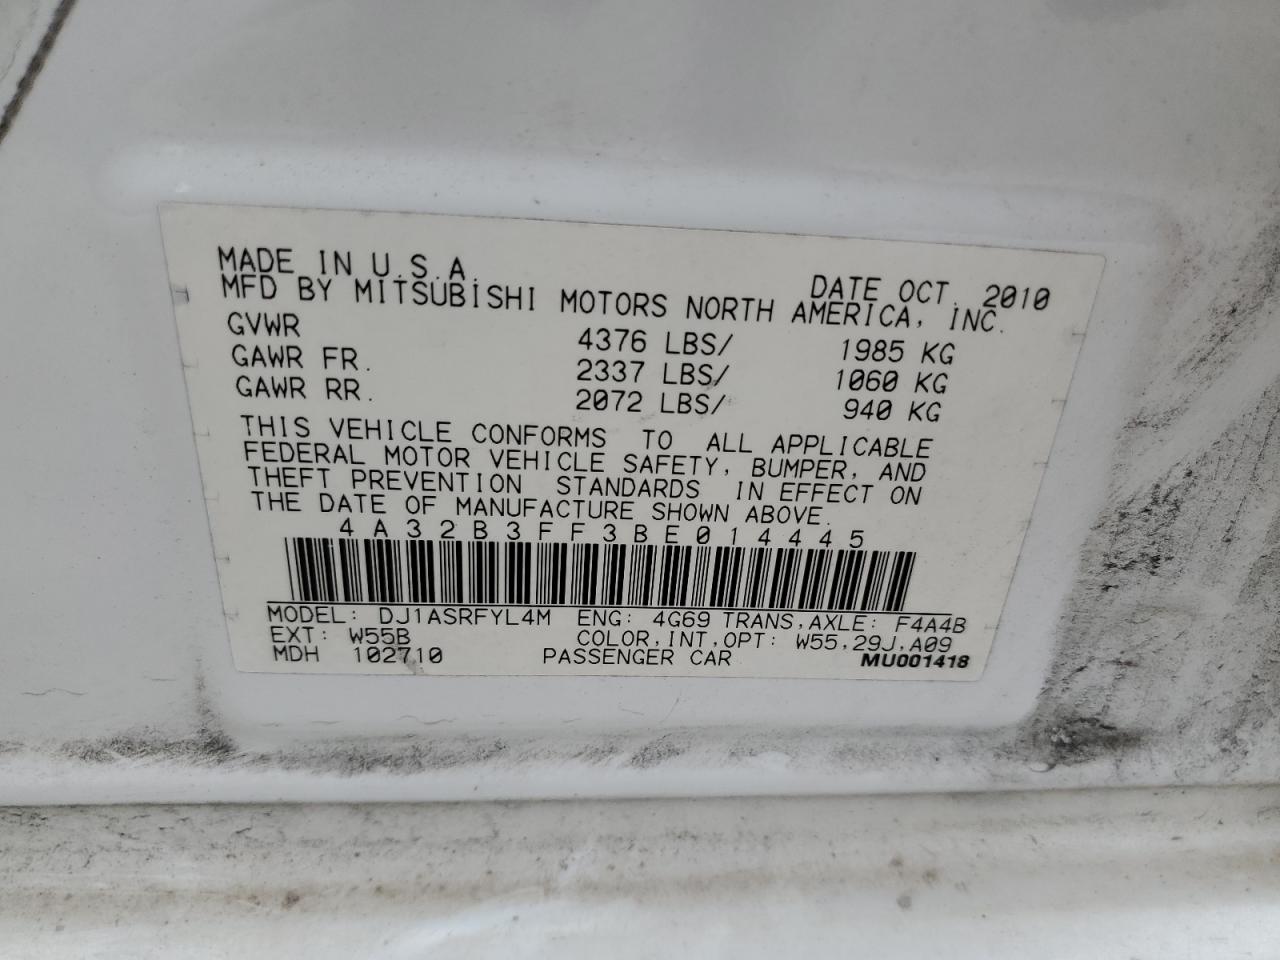 MADE IN U.S.A. DATE OCT. 2010
MFD BY MITSUBISHI MOTORS NORTH AMERICA, INC.
GVWR 4376 LBS/ 1985 KG
GAWR FR. 2337 LBS/ 1060 KG
GAWR RR. 2072 LBS/ 940 KG
THIS VEHICLE CONFORMS TO ALL APPLICABLE
FEDERAL MOTOR VEHICLE SAFETY, BUMPER, AND
THEFT PREVENTION STANDARDS IN EFFECT ON
THE DATE OF MANUFACTURE SHOWN ABOVE.
4A32B3FF3BE014445
MODEL: DJ1ASRFYL4M ENG: 4G69 TRANS,AXLE: F4A4B
EXT: W55B COLOR,INT,OPT: W55,29J,A09
MDH 102710 PASSENGER CAR MU001418